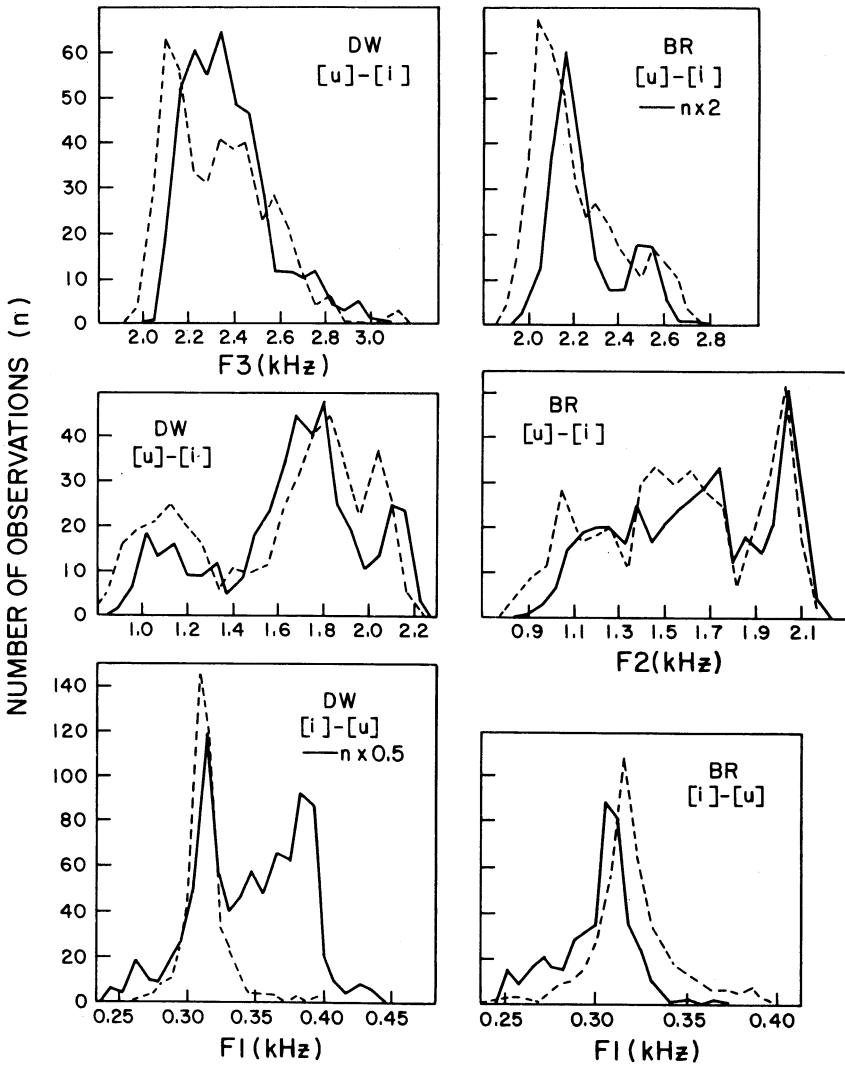 NUMBER OF OBSERVATIONS (n)
DW
[u]-[i]
60
50
40
30
20
10
0
2.0 2.2 2.4 2.6 2.8 3.0
F3(kHz)
BR
[u]-[i]
n x 2
2.0 2.2 2.4 2.6 2.8
DW
[u]-[i]
40
30
20
10
0
1.0 1.2 1.4 1.6 1.8 2.0 2.2
BR
[u]-[i]
0.9 1.1 1.3 1.5 1.7 1.9 2.1
F2(kHz)
DW
[i]-[u]
n x 0.5
140
120
100
80
60
40
20
0
0.25 0.30 0.35 0.40 0.45
F1(kHz)
BR
[i]-[u]
0.25 0.30 0.35 0.40
F1(kHz)